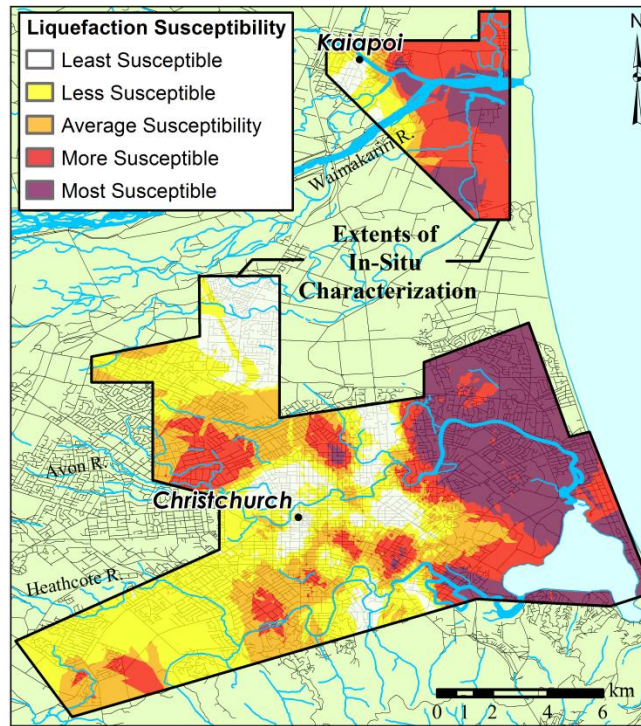 Liquefaction Susceptibility
Least Susceptible
Less Susceptible
Average Susceptibility
More Susceptible
Most Susceptible
Kaiapoi
N
Waimakariri R.
Extents of
In-Situ
Characterization
Avon R.
Christchurch
Heathcote R.
km
0 1 2 4 6